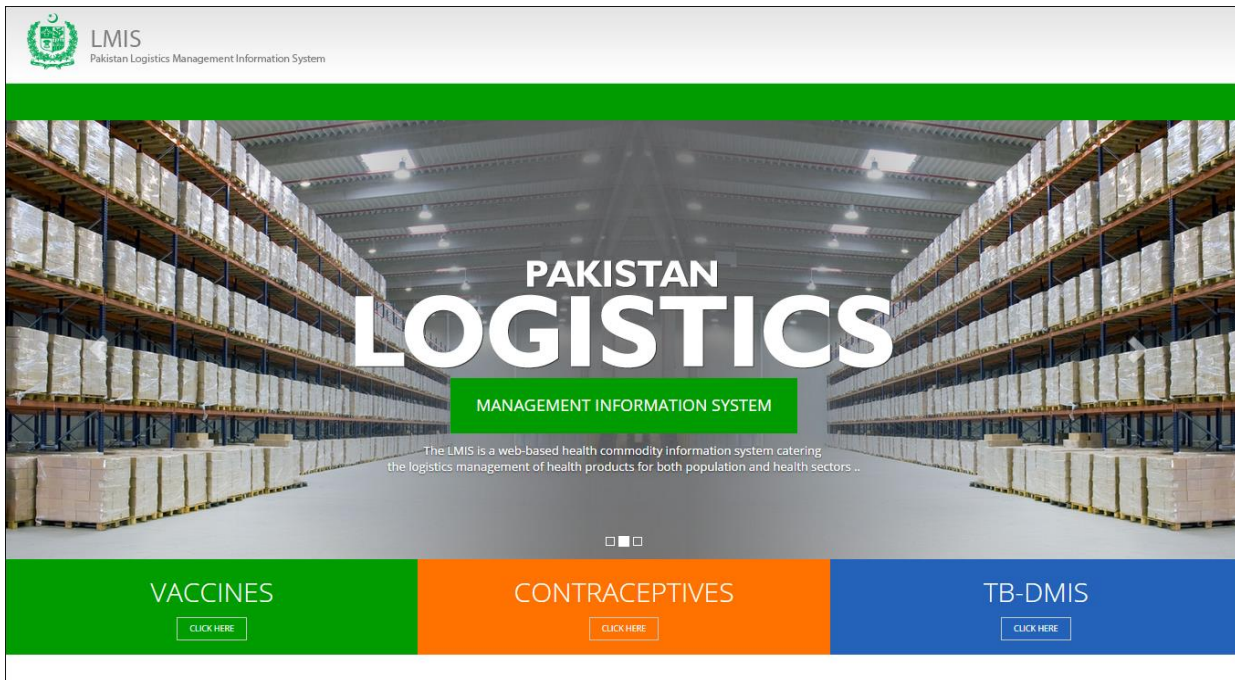 LMIS
Pakistan Logistics Management Information System
PAKISTAN
LOGISTICS
MANAGEMENT INFORMATION SYSTEM
The LMIS is a web-based health commodity information system catering
the logistics management of health products for both population and health sectors ..
VACCINES
CLICK HERE
CONTRACEPTIVES
CLICK HERE
TB-DMIS
CLICK HERE